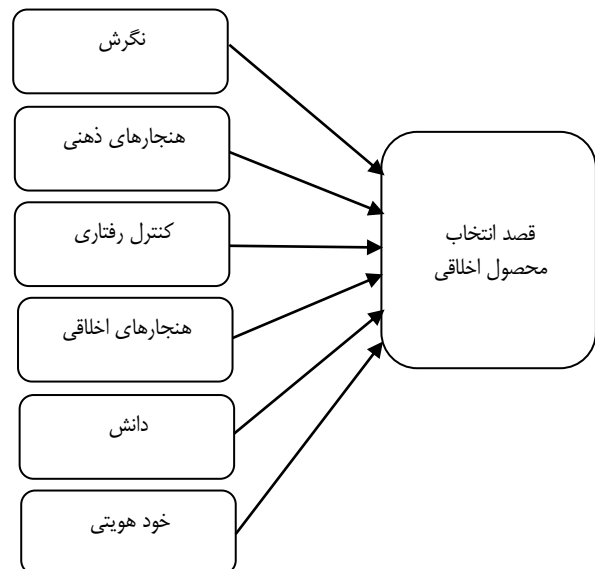 نگرش
هنجارهای ذهنی
کنترل رفتاری
هنجارهای اخلاقی
دانش
خود هویتی
قصد انتخاب
محصول اخلاقی